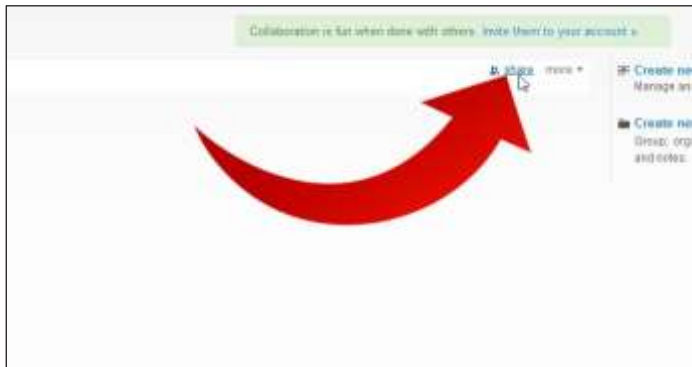 Collaboration is fun when done with others. Invite them to your account »
share more
Create ne
Manage an
Create ne
Group, orga
and notes.